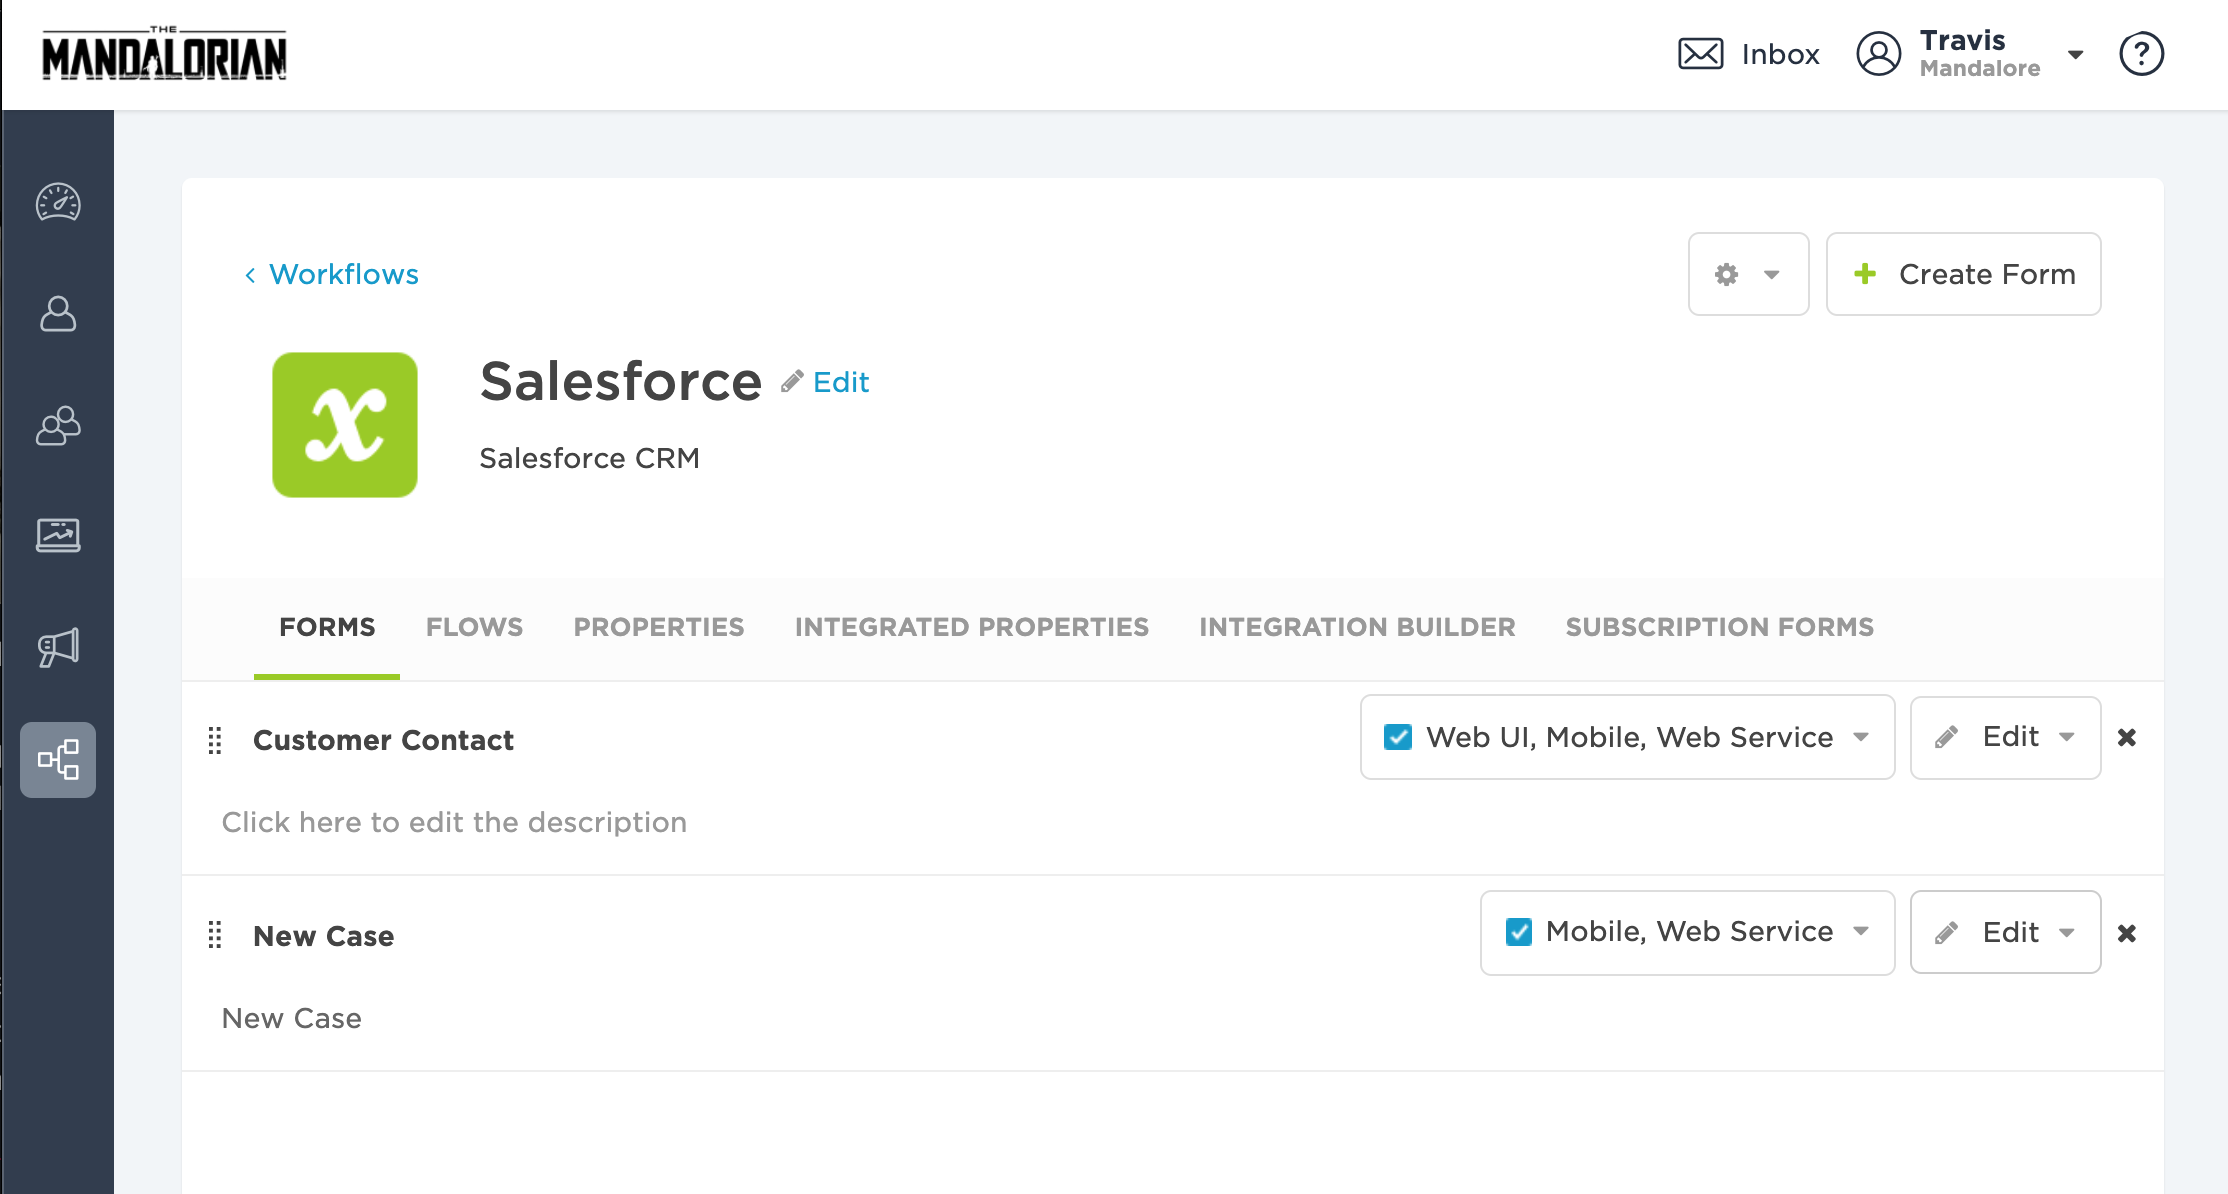 THE
MANDALORIAN
Inbox
Travis
Mandalore
?
Workflows
Create Form
x
Salesforce
Edit
Salesforce CRM
FORMS FLOWS PROPERTIES INTEGRATED PROPERTIES INTEGRATION BUILDER SUBSCRIPTION FORMS
Customer Contact
Web UI, Mobile, Web Service
Edit
Click here to edit the description
New Case
Mobile, Web Service
Edit
New Case